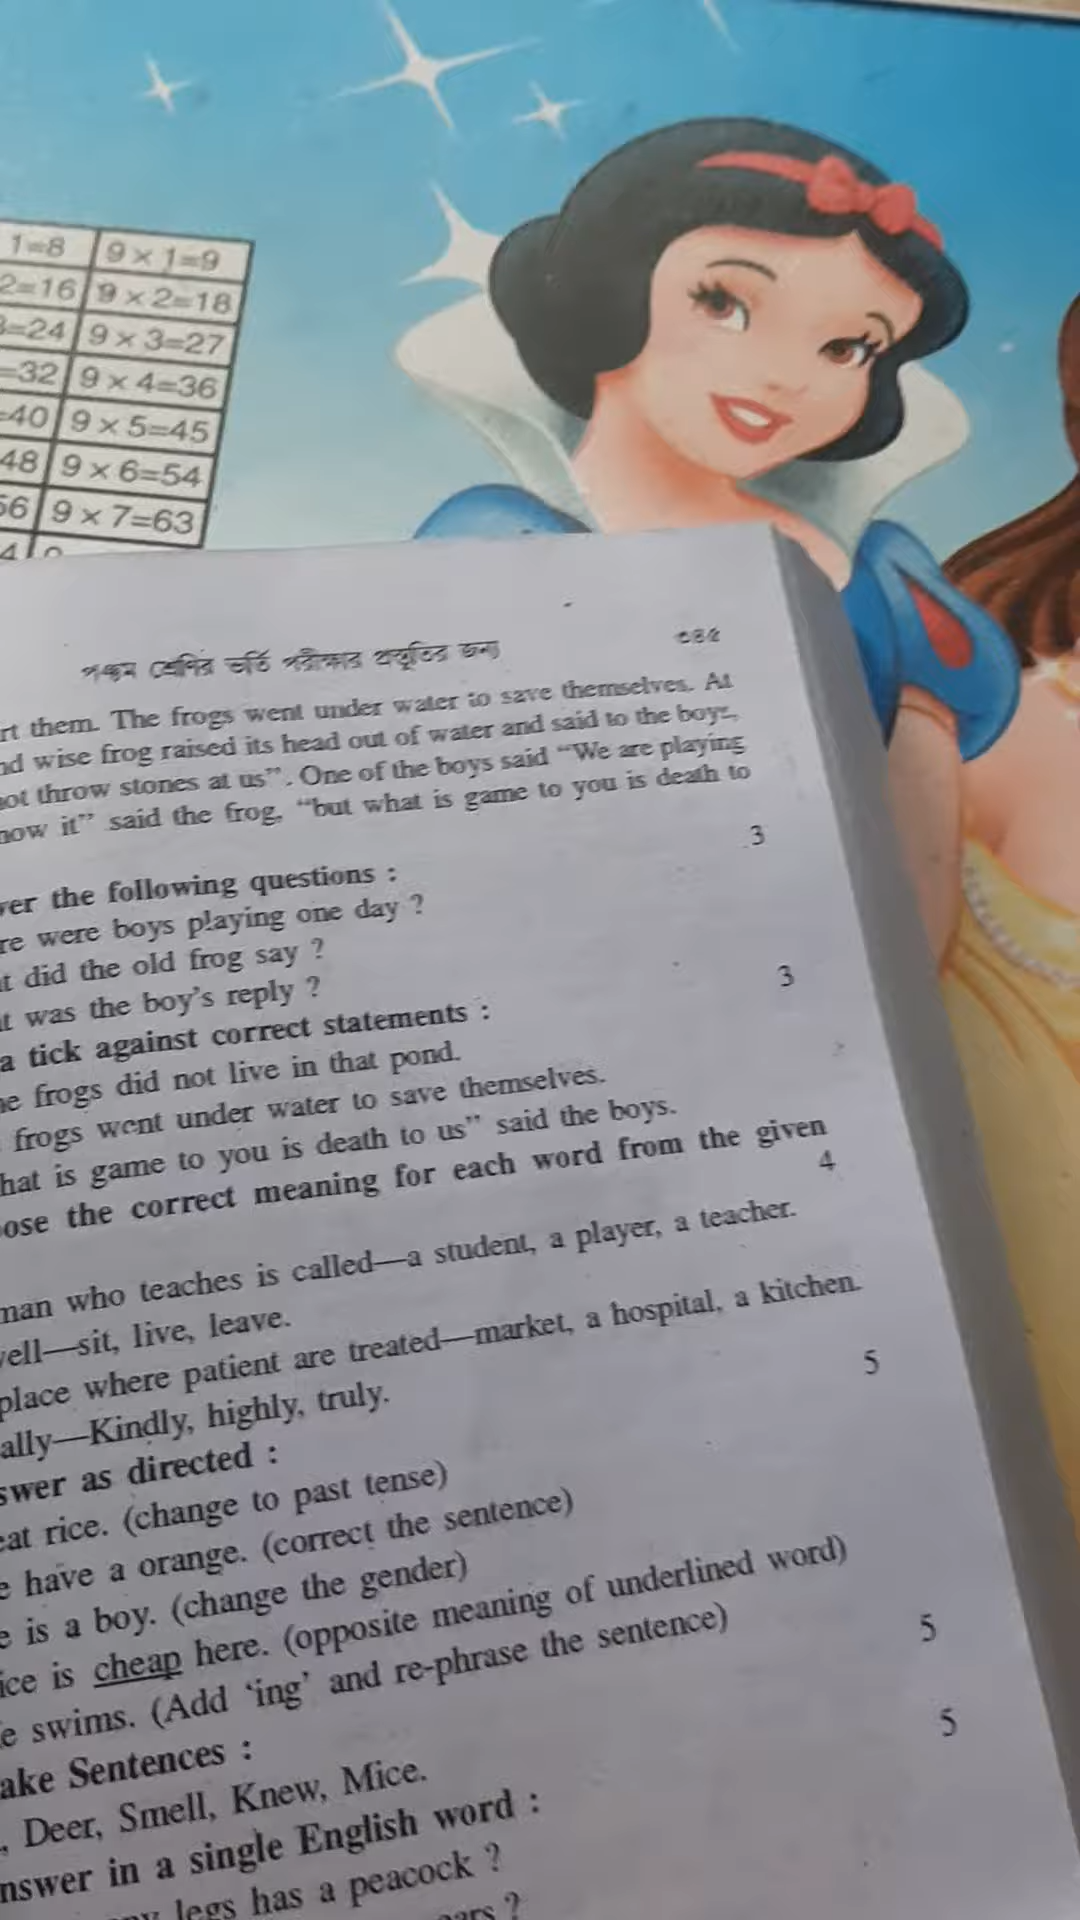 1=8 9 × 1=9
2=16 9 × 2=18
3=24 9 × 3=27
=32 9 × 4=36
=40 9 × 5=45
48 9 × 6=54
56 9 × 7=63
পঞ্চম শ্রেণির ভর্তি পরীক্ষার প্রস্তুতির জন্য ৩৪৫
rt them. The frogs went under water to save themselves. At
nd wise frog raised its head out of water and said to the boys,
not throw stones at us”. One of the boys said “We are playing
now it” said the frog, “but what is game to you is death to
ver the following questions : 3
re were boys playing one day ?
t did the old frog say ?
t was the boy's reply ?
a tick against correct statements : 3
e frogs did not live in that pond.
frogs went under water to save themselves.
hat is game to you is death to us” said the boys.
ose the correct meaning for each word from the given
4
man who teaches is called—a student, a player, a teacher.
vell—sit, live, leave.
place where patient are treated—market, a hospital, a kitchen.
ally—Kindly, highly, truly.
swer as directed : 5
eat rice. (change to past tense)
e have a orange. (correct the sentence)
e is a boy. (change the gender)
ice is cheap here. (opposite meaning of underlined word)
e swims. (Add ‘ing’ and re-phrase the sentence)
ake Sentences : 5
, Deer, Smell, Knew, Mice.
nswer in a single English word : 5
ny legs has a peacock ?
ears ?